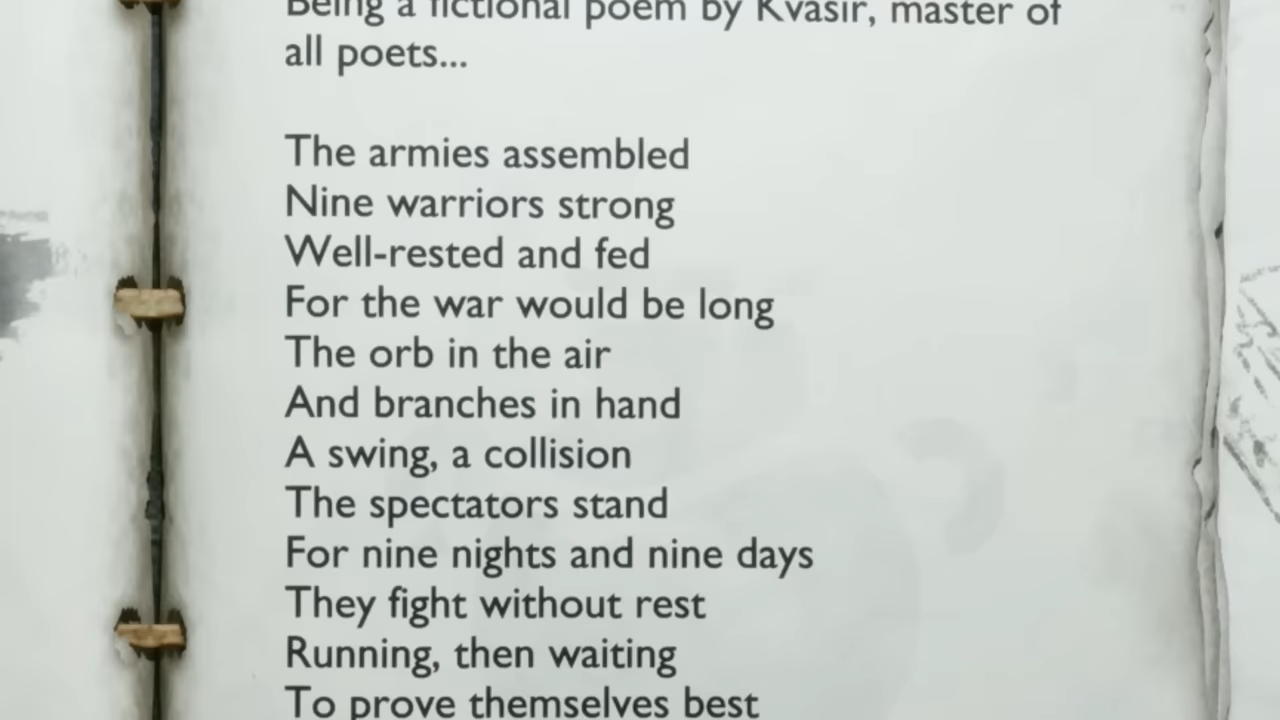 Being a fictional poem by Kvasir, master of
all poets...
The armies assembled
Nine warriors strong
Well-rested and fed
For the war would be long
The orb in the air
And branches in hand
A swing, a collision
The spectators stand
For nine nights and nine days
They fight without rest
Running, then waiting
To prove themselves best